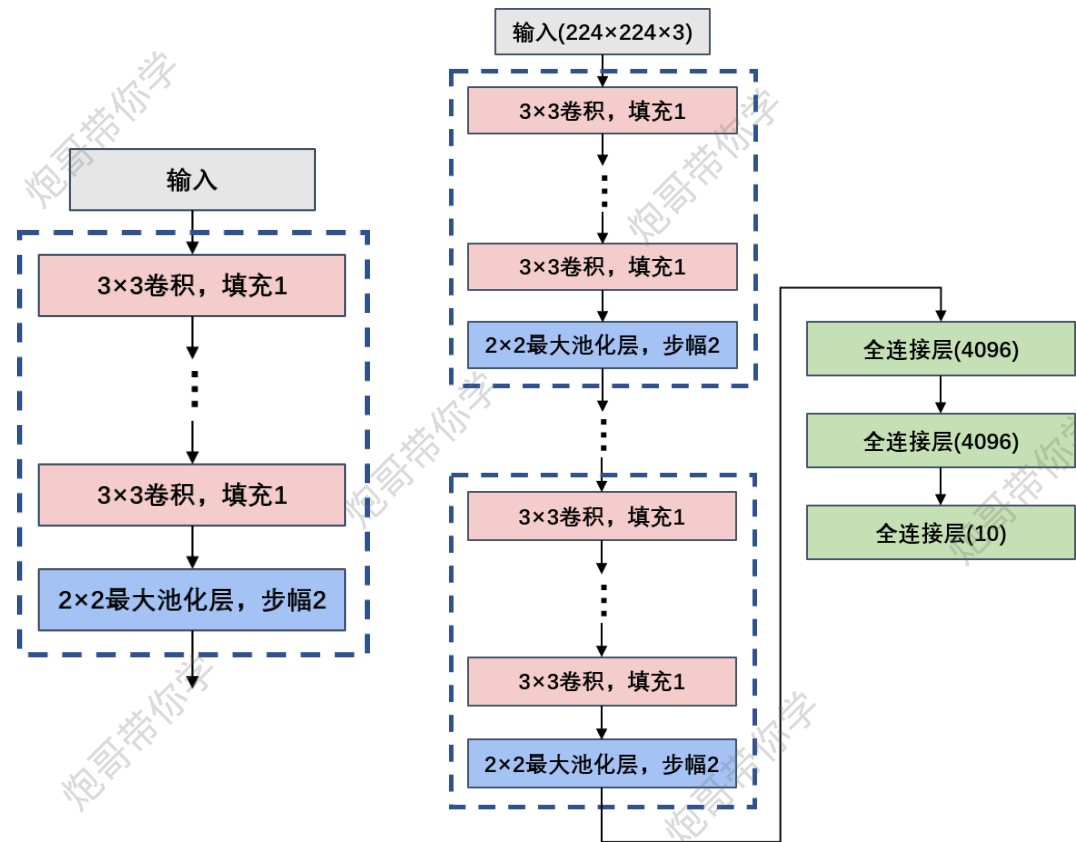 输入
3×3卷积，填充1
3×3卷积，填充1
2×2最大池化层，步幅2
输入(224×224×3)
3×3卷积，填充1
3×3卷积，填充1
2×2最大池化层，步幅2
3×3卷积，填充1
3×3卷积，填充1
2×2最大池化层，步幅2
全连接层(4096)
全连接层(4096)
全连接层(10)
炮哥带你学
炮哥带你学
炮哥带你学
炮哥带你学
炮哥带你学
炮哥带你学